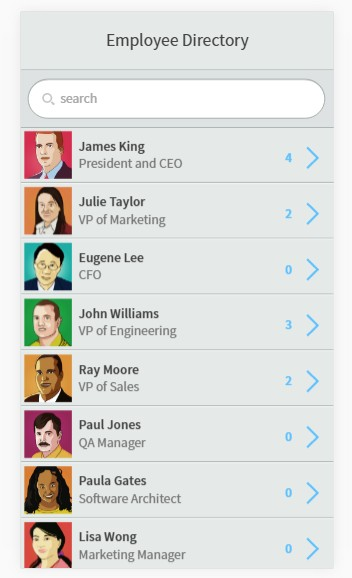 Employee Directory
search
James King
President and CEO
4
Julie Taylor
VP of Marketing
2
Eugene Lee
CFO
0
John Williams
VP of Engineering
3
Ray Moore
VP of Sales
2
Paul Jones
QA Manager
0
Paula Gates
Software Architect
0
Lisa Wong
Marketing Manager
0